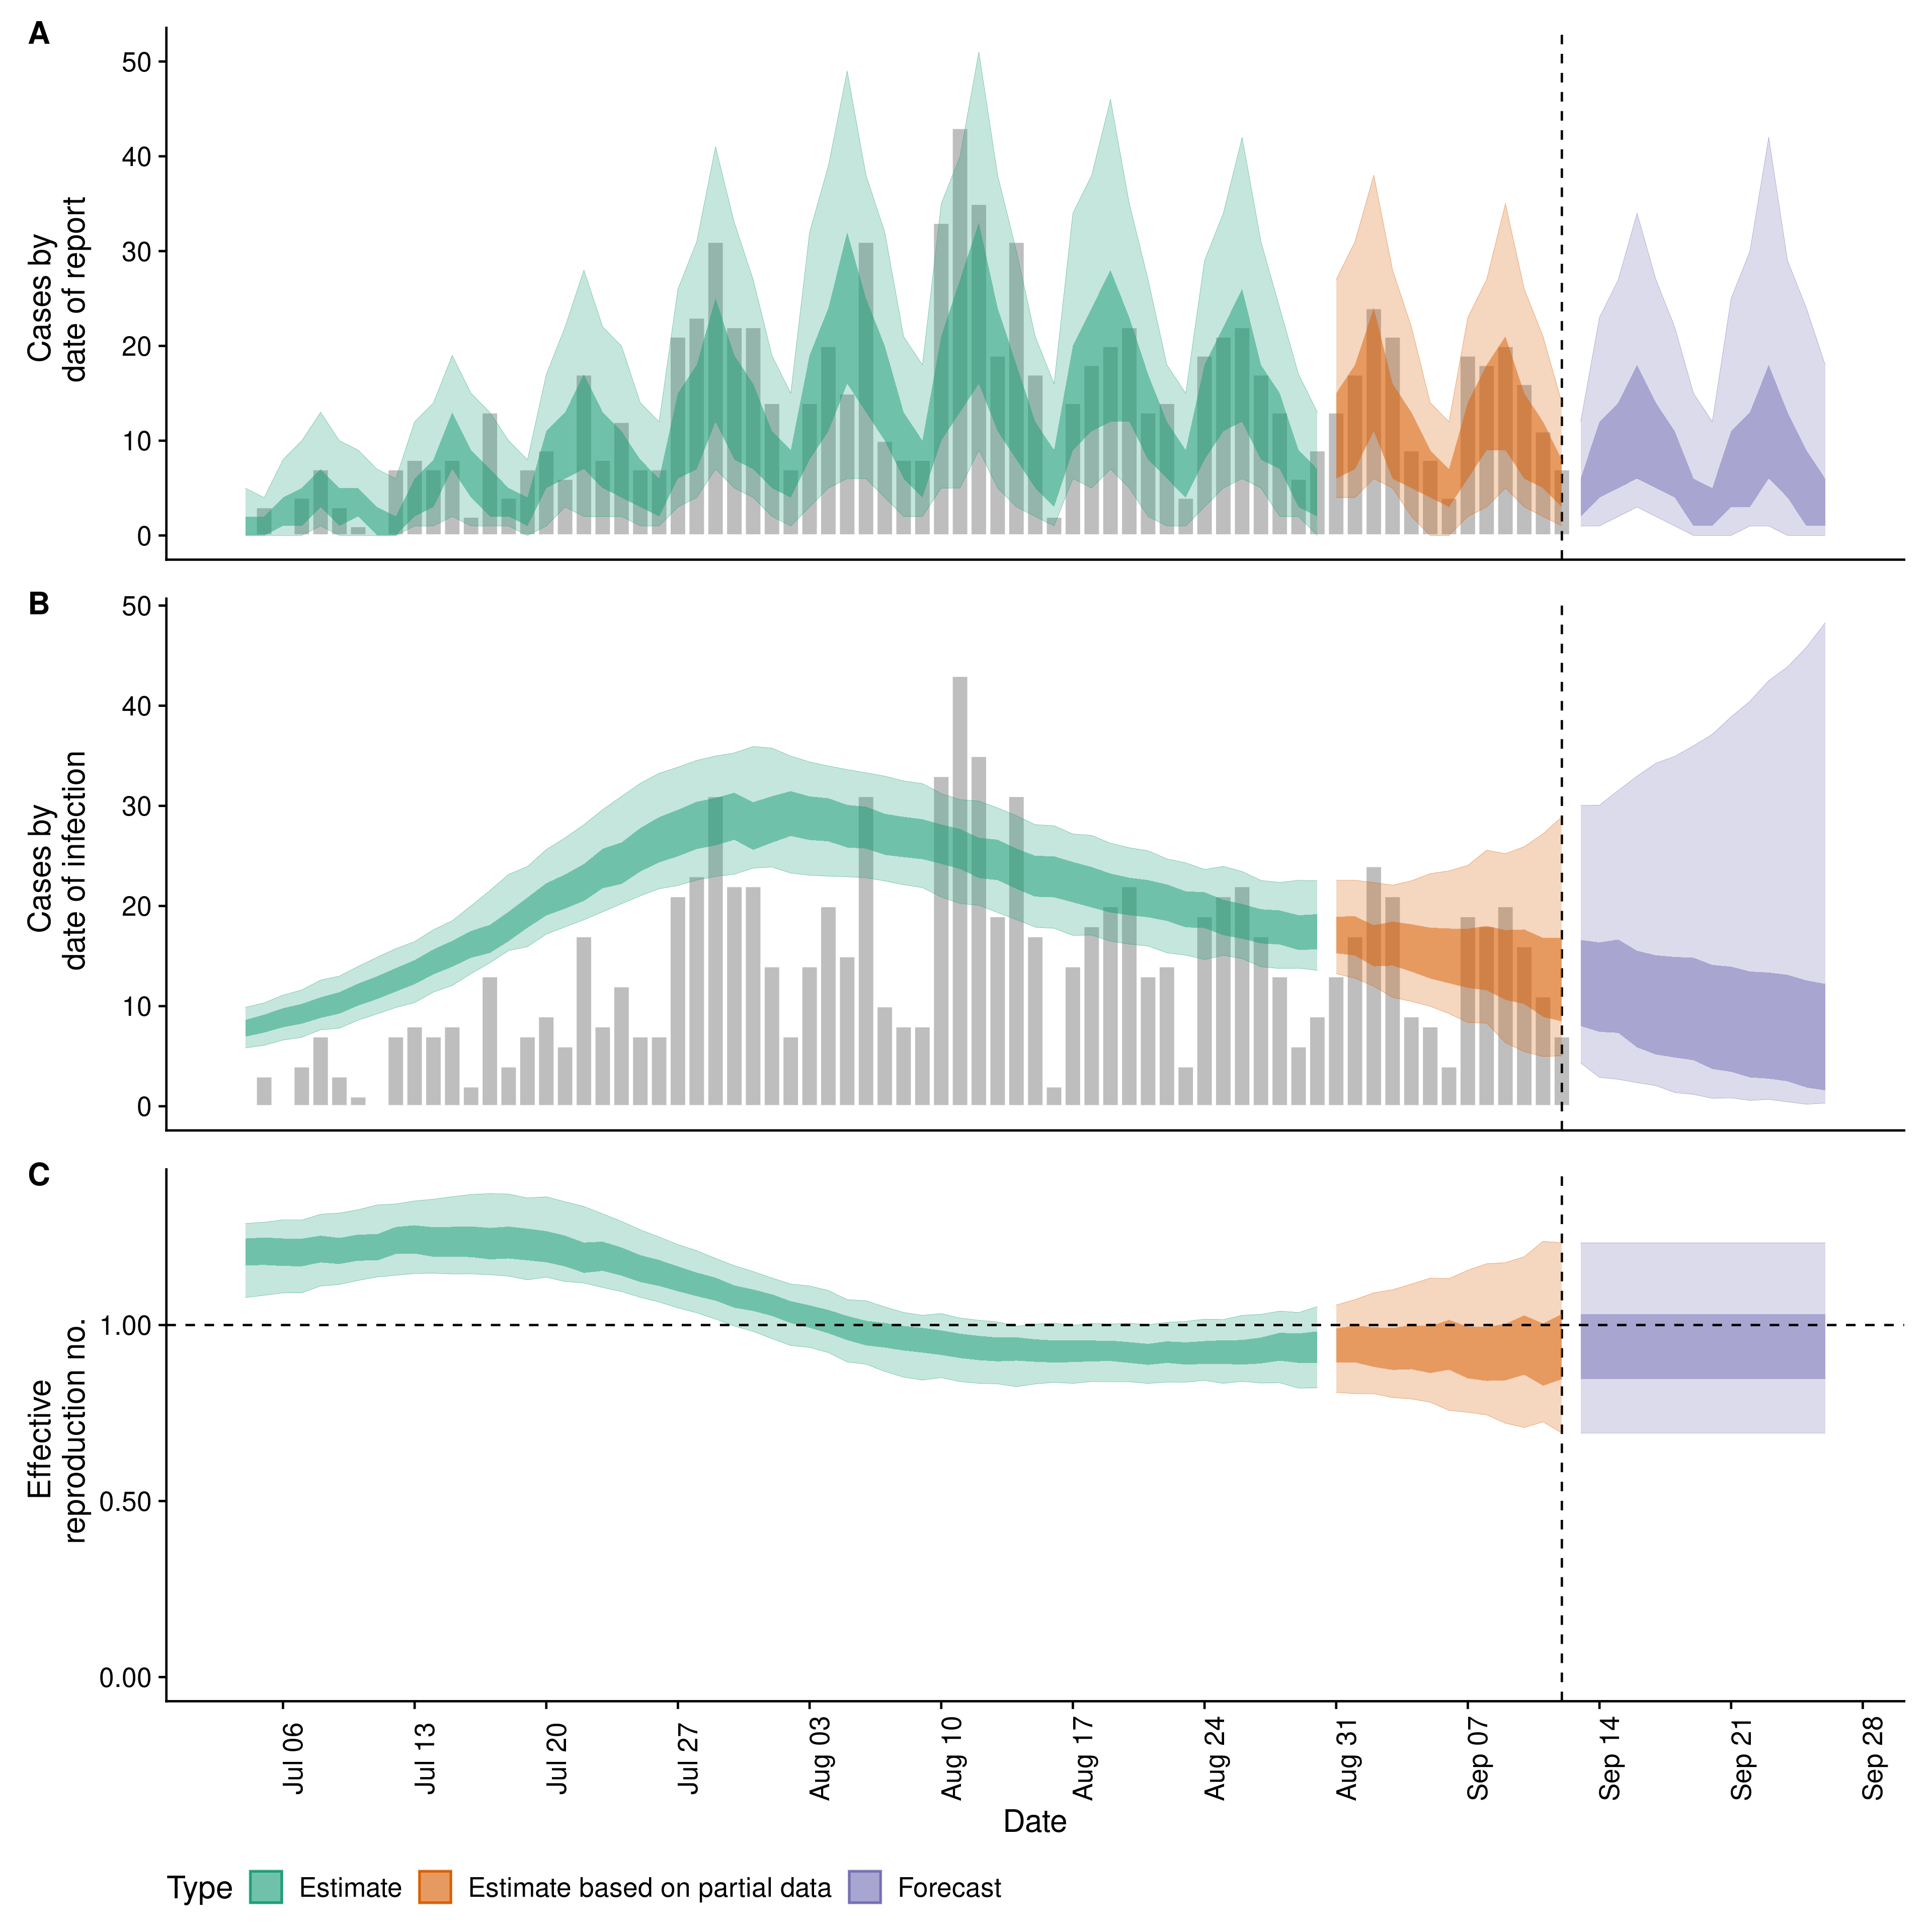 A
50
40
30
20
10
0
Cases by
date of report
B
50
40
30
20
10
0
Cases by
date of infection
C
1.00
0.50
0.00
Effective
reproduction no.
Jul 06
Jul 13
Jul 20
Jul 27
Aug 03
Aug 10
Aug 17
Aug 24
Aug 31
Sep 07
Sep 14
Sep 21
Sep 28
Date
Type Estimate Estimate based on partial data Forecast